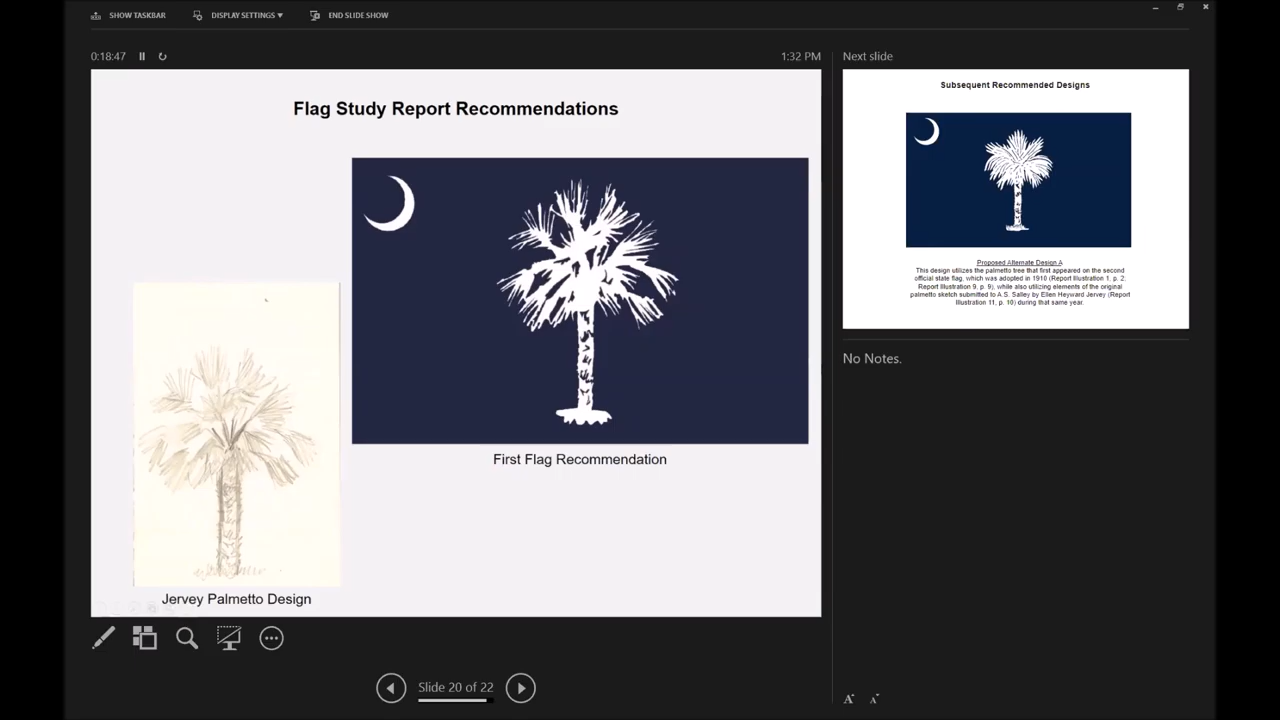 SHOW TASKBAR DISPLAY SETTINGS ▾ END SLIDE SHOW
0:18:47 1:32 PM
Flag Study Report Recommendations
First Flag Recommendation
Jervey Palmetto Design
Slide 20 of 22
Next slide
Subsequent Recommended Designs
Proposed Alternate Design A
This design utilizes the palmetto tree that first appeared on the second
official state flag, which was adopted in 1910 (Report Illustration 1, p. 2;
Report Illustration 9, p. 9), while also utilizing elements of the original
palmetto sketch submitted to A.S. Salley by Ellen Heyward Jervey (Report
Illustration 11, p. 10) during that same year.
No Notes.
A A